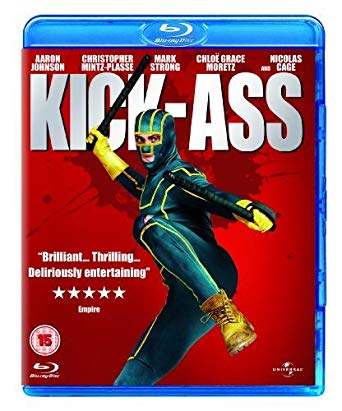 Blu-ray Disc
AARON JOHNSON
CHRISTOPHER MINTZ-PLASSE
MARK STRONG
CHLOË GRACE MORETZ
AND NICOLAS CAGE
KICK-ASS
"Brilliant... Thrilling...
Deliriously entertaining"
★★★★★
Empire
15
Blu-ray Disc
UNIVERSAL